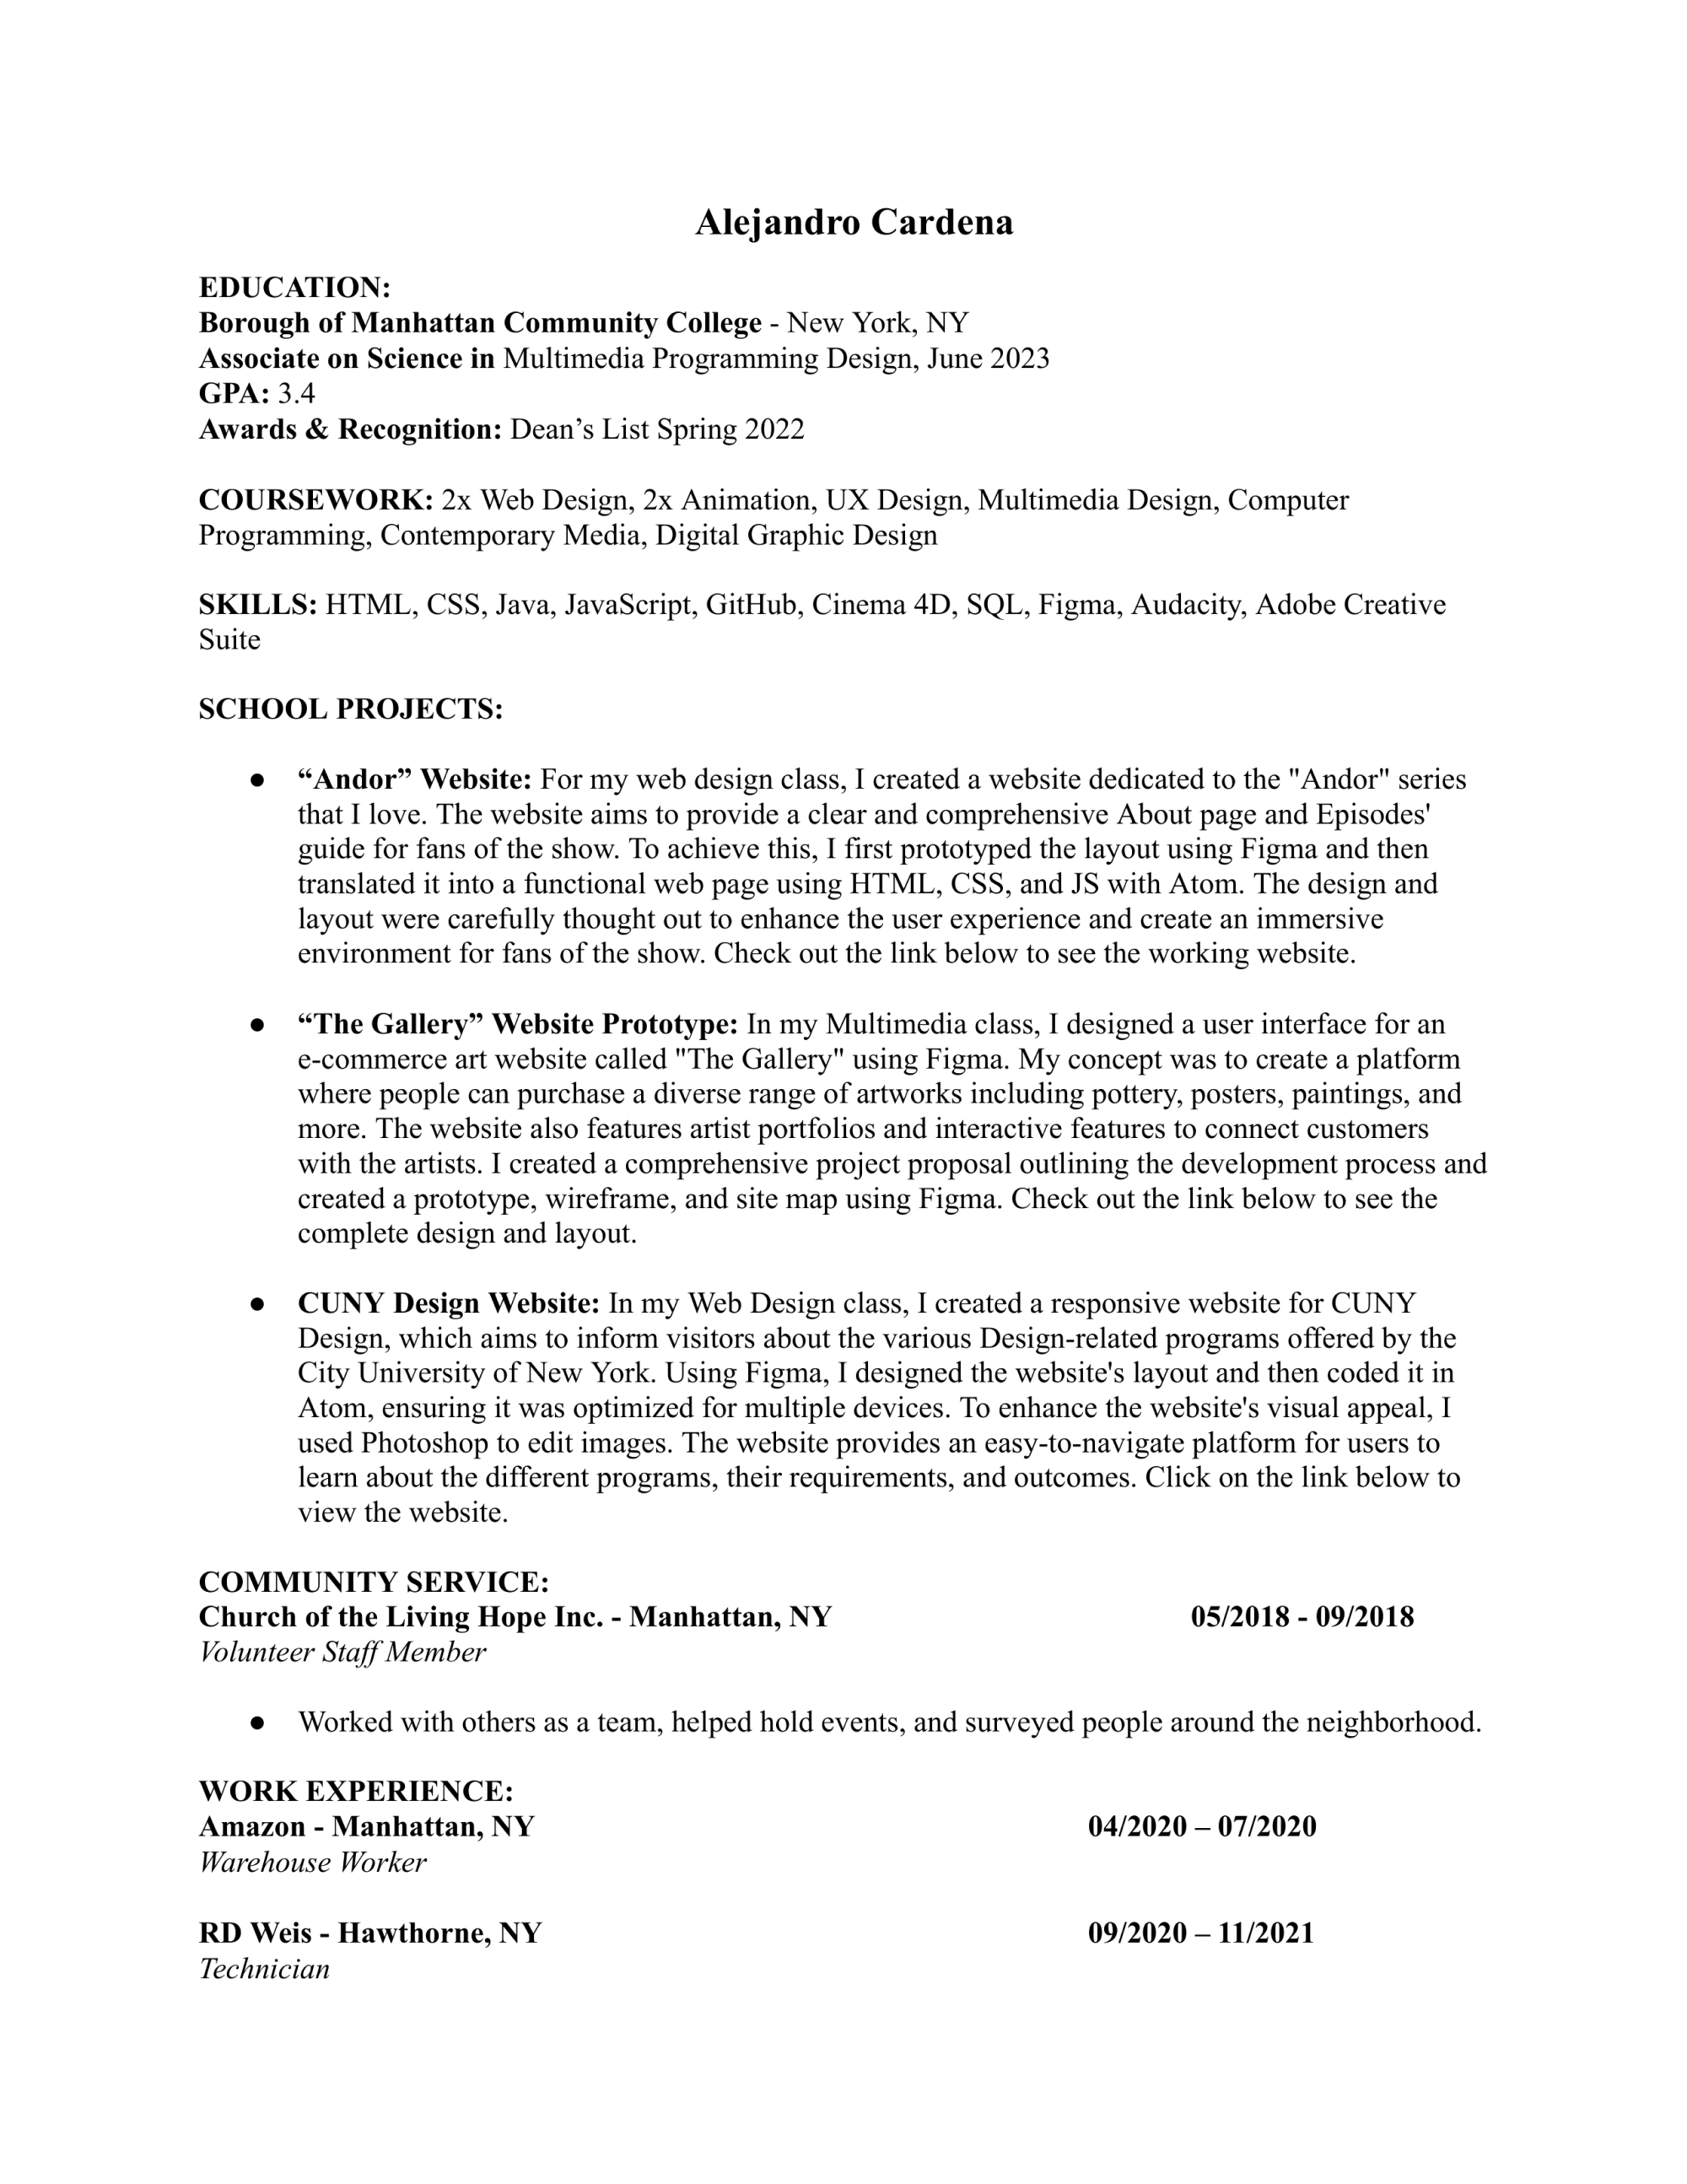 Alejandro Cardena
EDUCATION:
Borough of Manhattan Community College - New York, NY
Associate on Science in Multimedia Programming Design, June 2023
GPA: 3.4
Awards & Recognition: Dean’s List Spring 2022
COURSEWORK: 2x Web Design, 2x Animation, UX Design, Multimedia Design, Computer
Programming, Contemporary Media, Digital Graphic Design
SKILLS: HTML, CSS, Java, JavaScript, GitHub, Cinema 4D, SQL, Figma, Audacity, Adobe Creative
Suite
SCHOOL PROJECTS:
● “Andor” Website: For my web design class, I created a website dedicated to the "Andor" series
that I love. The website aims to provide a clear and comprehensive About page and Episodes'
guide for fans of the show. To achieve this, I first prototyped the layout using Figma and then
translated it into a functional web page using HTML, CSS, and JS with Atom. The design and
layout were carefully thought out to enhance the user experience and create an immersive
environment for fans of the show. Check out the link below to see the working website.
● “The Gallery” Website Prototype: In my Multimedia class, I designed a user interface for an
e-commerce art website called "The Gallery" using Figma. My concept was to create a platform
where people can purchase a diverse range of artworks including pottery, posters, paintings, and
more. The website also features artist portfolios and interactive features to connect customers
with the artists. I created a comprehensive project proposal outlining the development process and
created a prototype, wireframe, and site map using Figma. Check out the link below to see the
complete design and layout.
● CUNY Design Website: In my Web Design class, I created a responsive website for CUNY
Design, which aims to inform visitors about the various Design-related programs offered by the
City University of New York. Using Figma, I designed the website's layout and then coded it in
Atom, ensuring it was optimized for multiple devices. To enhance the website's visual appeal, I
used Photoshop to edit images. The website provides an easy-to-navigate platform for users to
learn about the different programs, their requirements, and outcomes. Click on the link below to
view the website.
COMMUNITY SERVICE:
Church of the Living Hope Inc. - Manhattan, NY 05/2018 - 09/2018
Volunteer Staff Member
● Worked with others as a team, helped hold events, and surveyed people around the neighborhood.
WORK EXPERIENCE:
Amazon - Manhattan, NY 04/2020 – 07/2020
Warehouse Worker
RD Weis - Hawthorne, NY 09/2020 – 11/2021
Technician